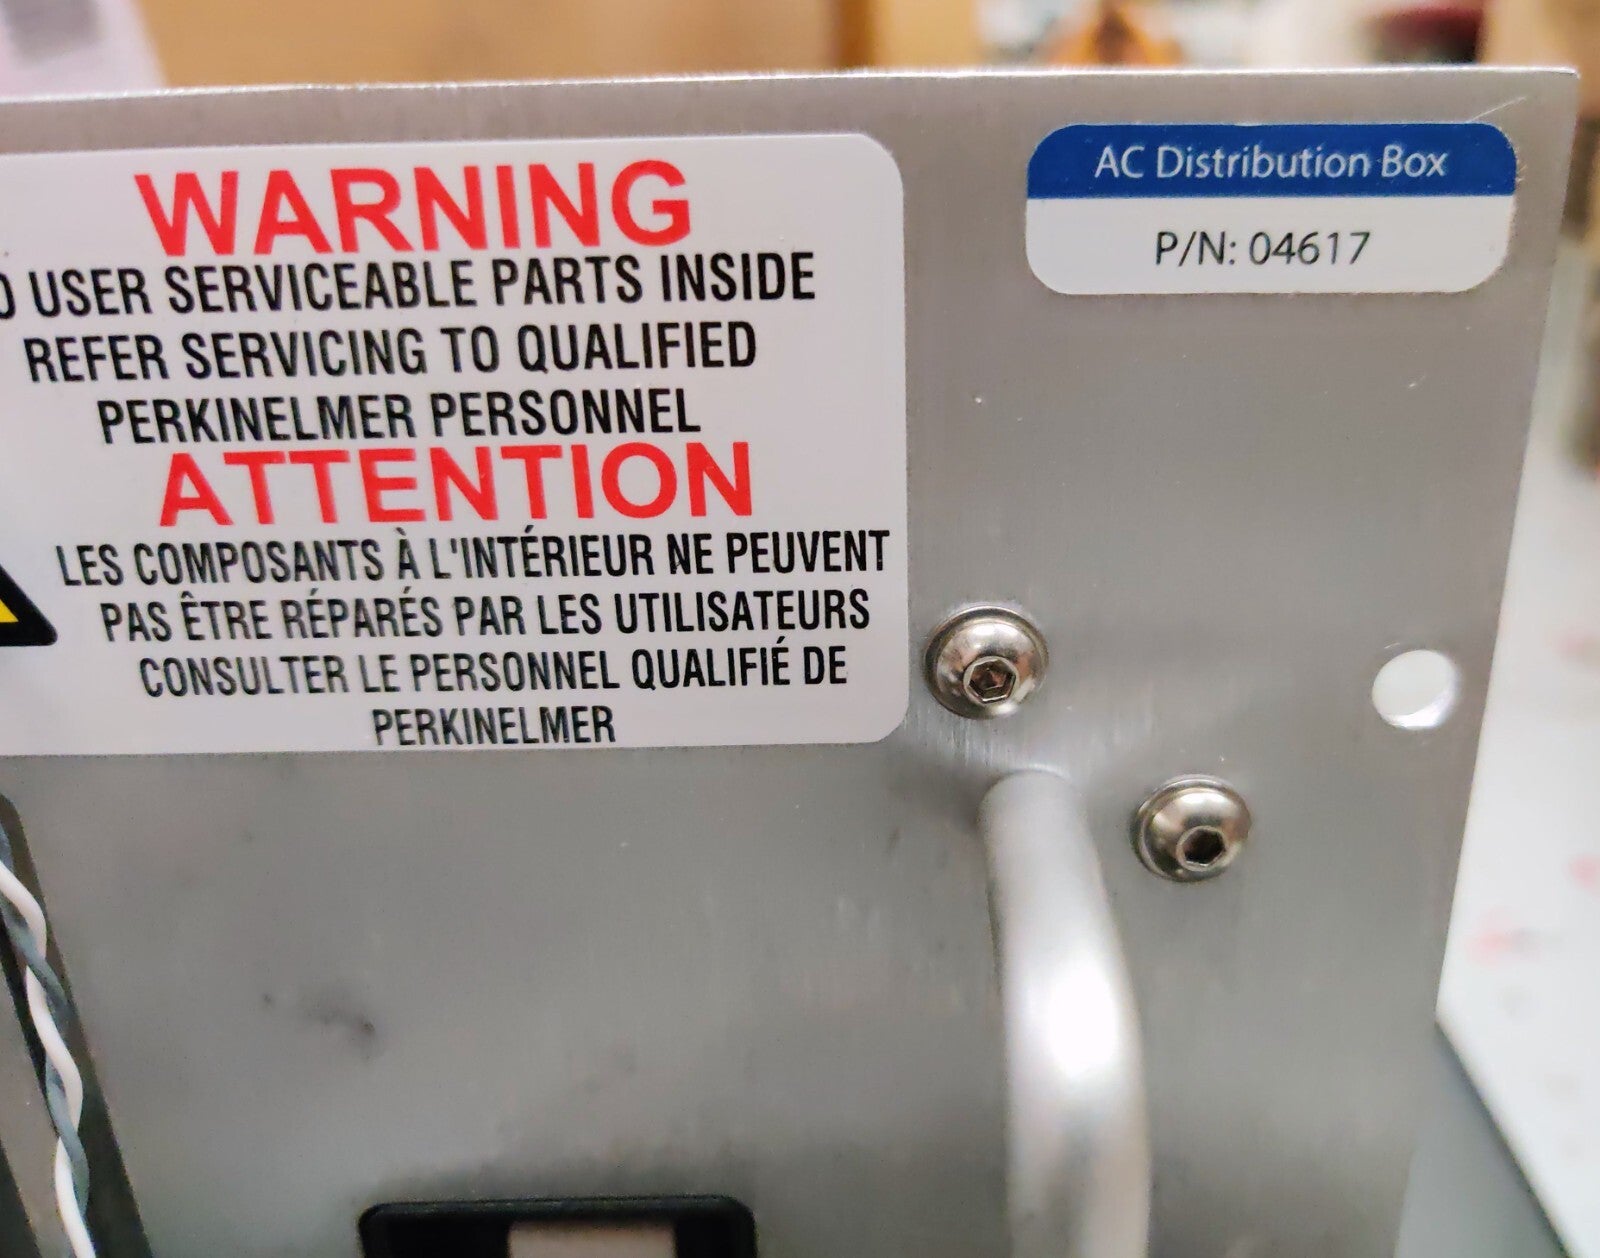 WARNING
USER SERVICEABLE PARTS INSIDE
REFER SERVICING TO QUALIFIED
PERKINELMER PERSONNEL
ATTENTION
LES COMPOSANTS À L'INTÉRIEUR NE PEUVENT
PAS ÊTRE RÉPARÉS PAR LES UTILISATEURS
CONSULTER LE PERSONNEL QUALIFIÉ DE
PERKINELMER
AC Distribution Box
P/N: 04617